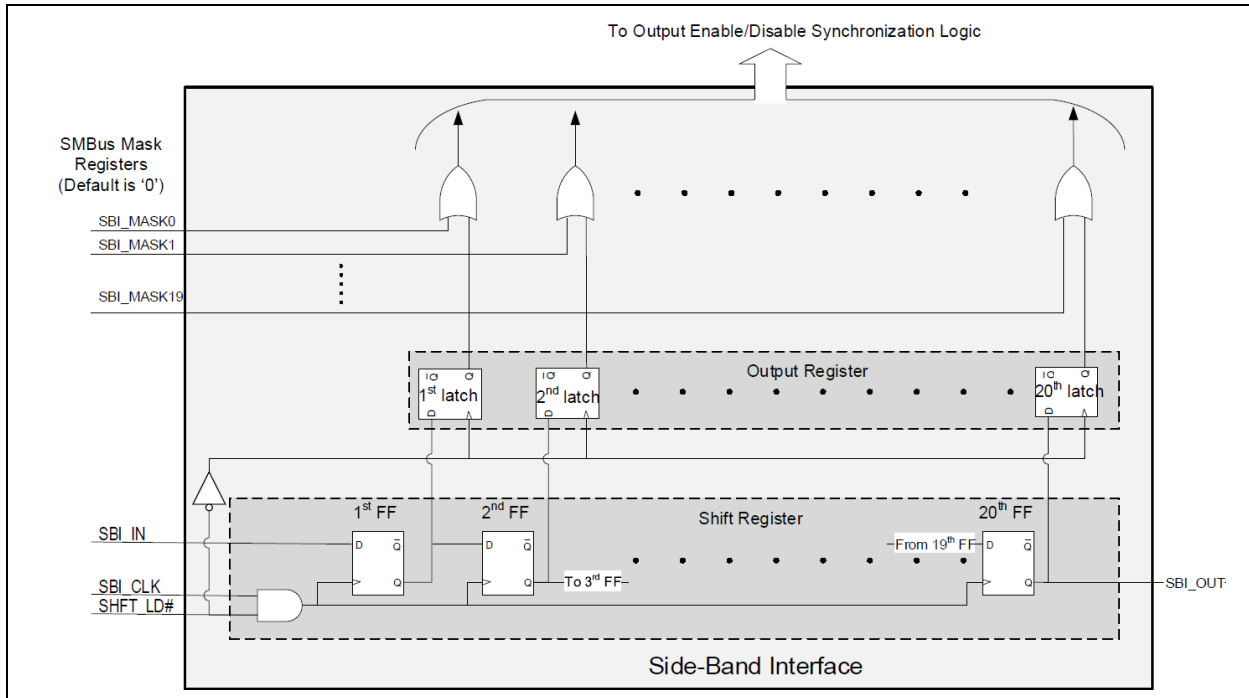 To Output Enable/Disable Synchronization Logic
SMBus Mask
Registers
(Default is ‘0’)
SBI_MASK0
SBI_MASK1
SBI_MASK19
Output Register
Q̅ Q
1st latch
D
Q̅ Q
2nd latch
D
Q̅ Q
20th latch
D
1st FF
2nd FF
Shift Register
20th FF
SBI_IN
D Q̅
Q
D Q̅
Q
From 19th FF
D Q̅
Q
To 3rd FF
SBI_OUT
SBI_CLK
SHFT_LD#
Side-Band Interface